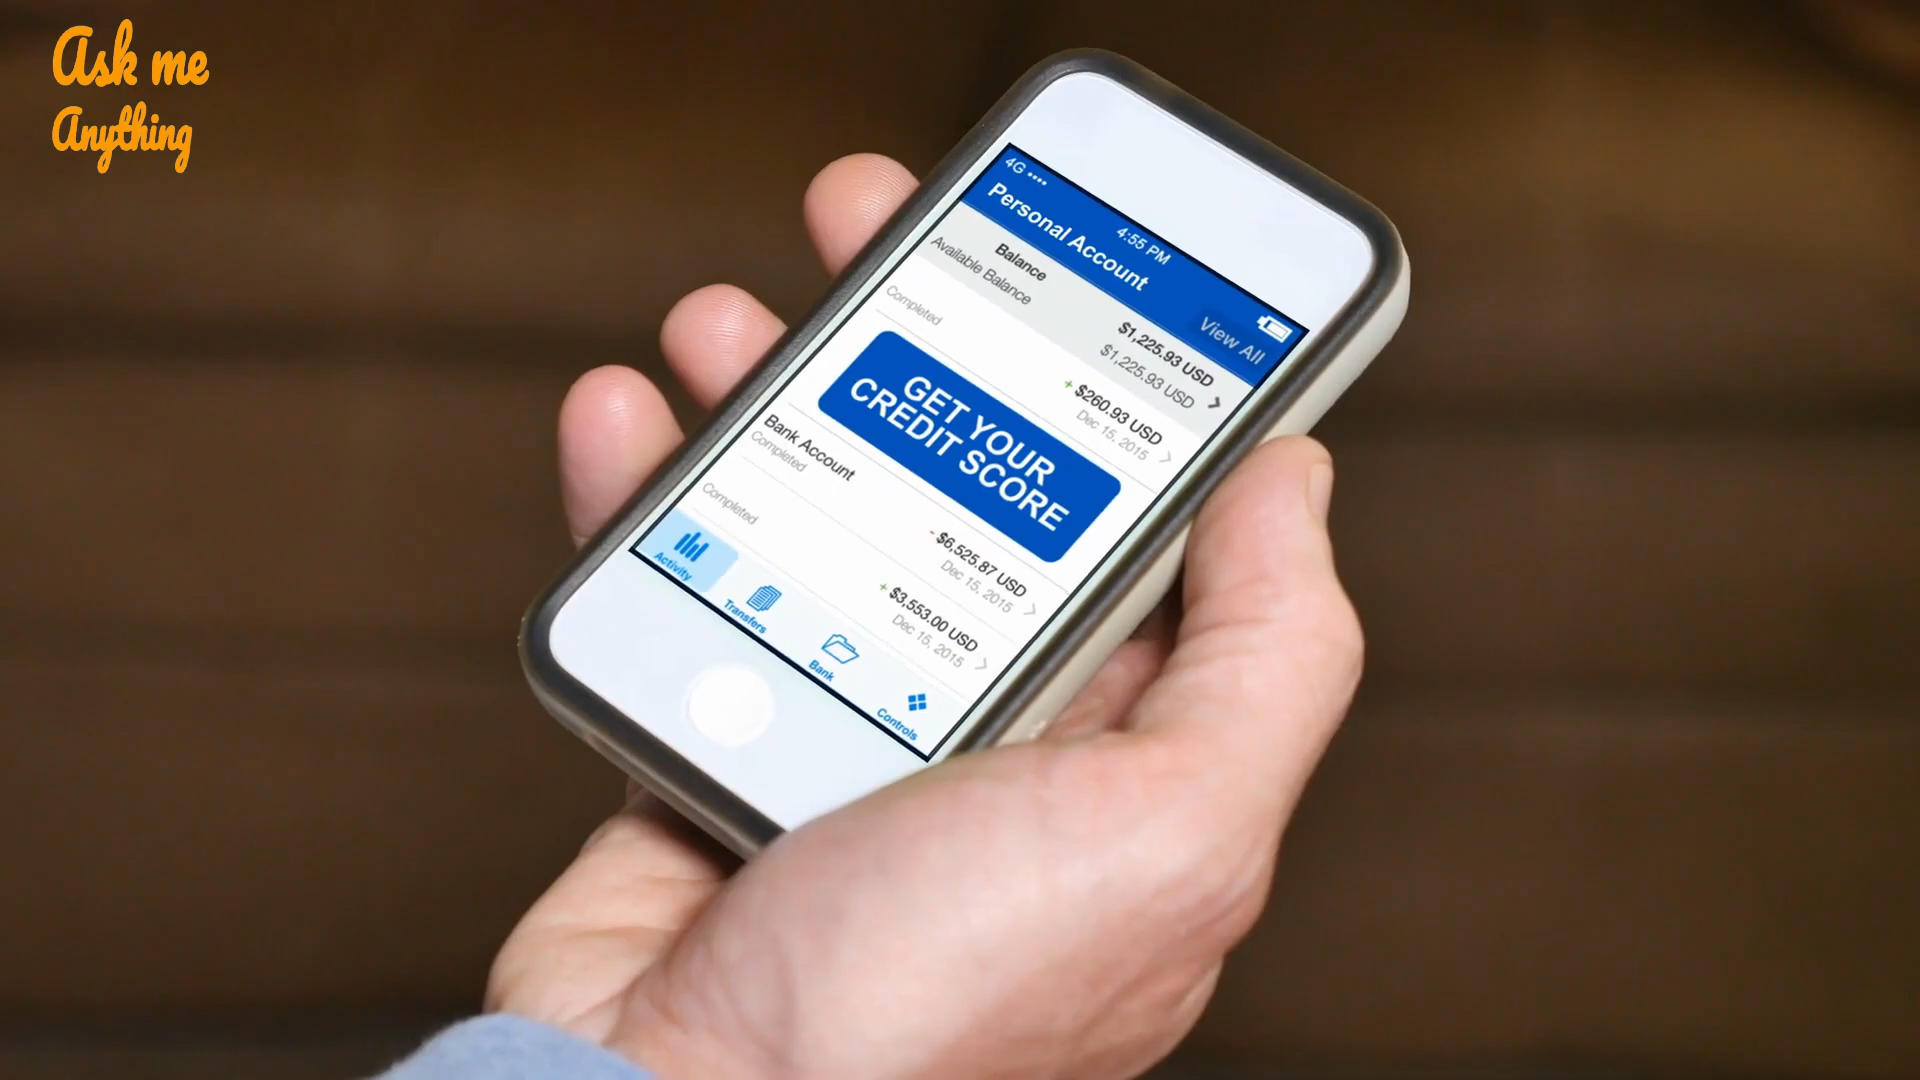 Ask me
Anything
4G
4:55 PM
Personal Account
View All
Balance
$1,225.93 USD
Available Balance
$1,225.93 USD
+ $260.93 USD
Completed
Dec 15, 2015
GET YOUR
CREDIT SCORE
Bank Account
- $6,525.87 USD
Completed
Dec 15, 2015
+ $3,553.00 USD
Completed
Dec 15, 2015
Activity
Transfers
Bank
Controls